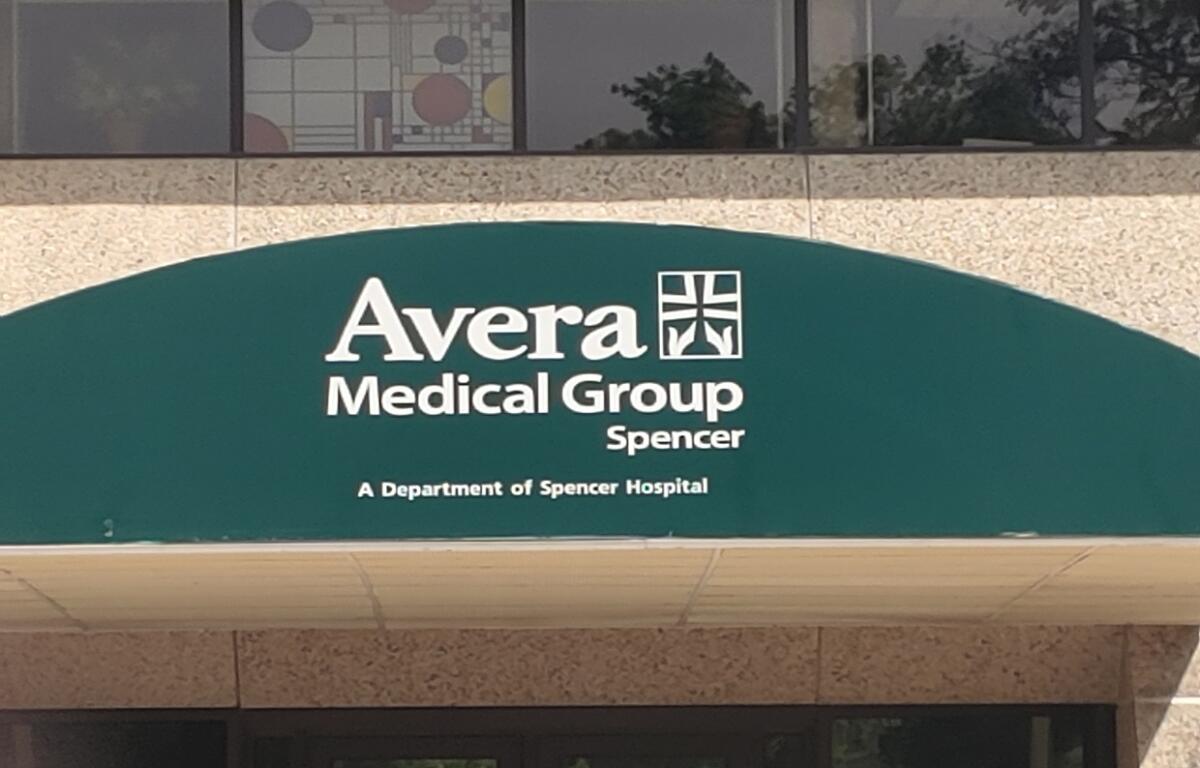 Avera
Medical Group
Spencer
A Department of Spencer Hospital